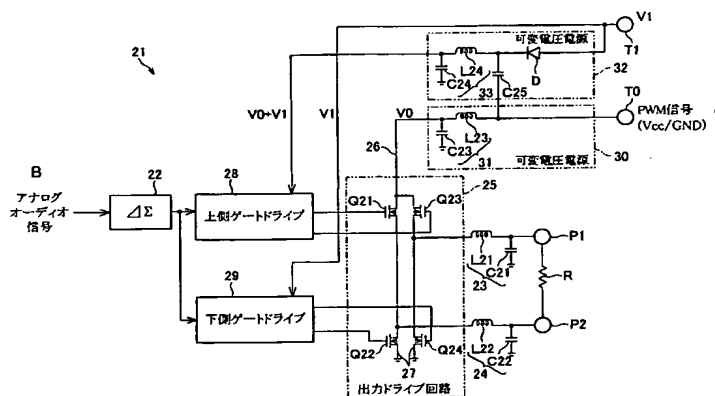 21
V1
T1
可変電圧電源
L24
C24
33
C25
D
32
T0
PWM信号
(Vcc/GND)
V0+V1
V1
V0
26
L23
C23
31
可変電圧電源
30
B
アナログ
オーディオ
信号
22
ΔΣ
28
上側ゲートドライブ
25
Q21
Q23
L21
C21
23
P1
R
29
下側ゲートドライブ
Q22
Q24
27
L22
C22
24
P2
出力ドライブ回路